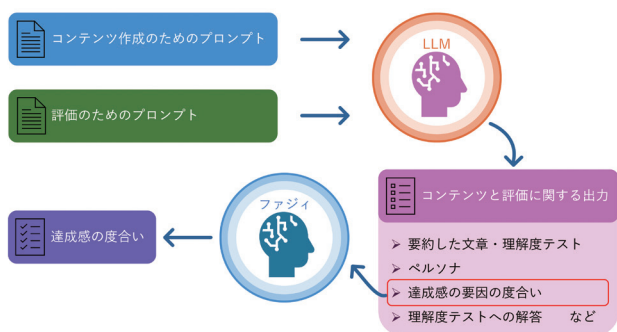 コンテンツ作成のためのプロンプト
LLM
評価のためのプロンプト
コンテンツと評価に関する出力
ファジィ
達成感の度合い
➢ 要約した文章・理解度テスト
➢ ペルソナ
➢ 達成感の要因の度合い
➢ 理解度テストへの解答 など